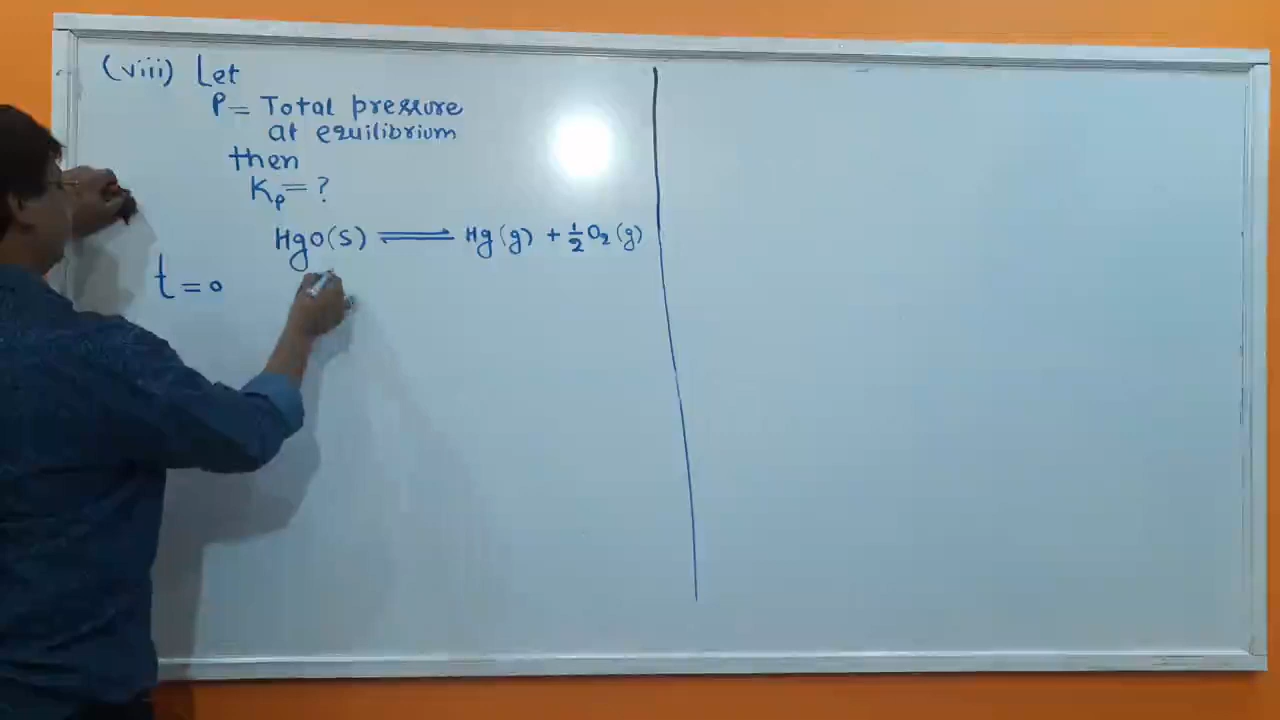 (viii) Let
P = Total pressure
at equilibrium
then
Kₚ = ?
HgO(s) ⇌ Hg(g) + ½O₂(g)
t = 0